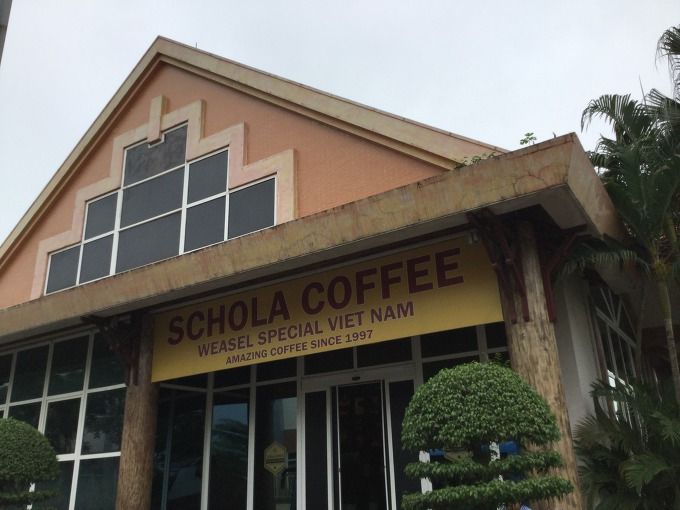 SCHOLA COFFEE
WEASEL SPECIAL VIET NAM
AMAZING COFFEE SINCE 1997